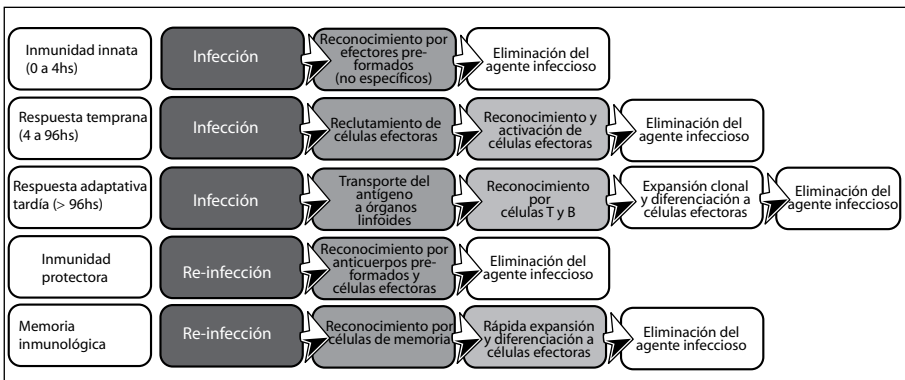 Inmunidad innata
(0 a 4hs)
Infección
Reconocimiento por
efectores pre-
formados
(no específicos)
Eliminación del
agente infeccioso
Respuesta temprana
(4 a 96hs)
Infección
Reclutamiento de
células efectoras
Reconocimiento y
activación de
células efectoras
Eliminación del
agente infeccioso
Respuesta adaptativa
tardía (> 96hs)
Infección
Transporte del
antígeno
a órganos
linfoides
Reconocimiento
por
células T y B
Expansión clonal
y diferenciación a
células efectoras
Eliminación del
agente infeccioso
Inmunidad
protectora
Re-infección
Reconocimiento por
anticuerpos pre-
formados y
células efectoras
Eliminación del
agente infeccioso
Memoria
inmunológica
Re-infección
Reconocimiento por
células de memoria
Rápida expansión
y diferenciación a
células efectoras
Eliminación del
agente infeccioso